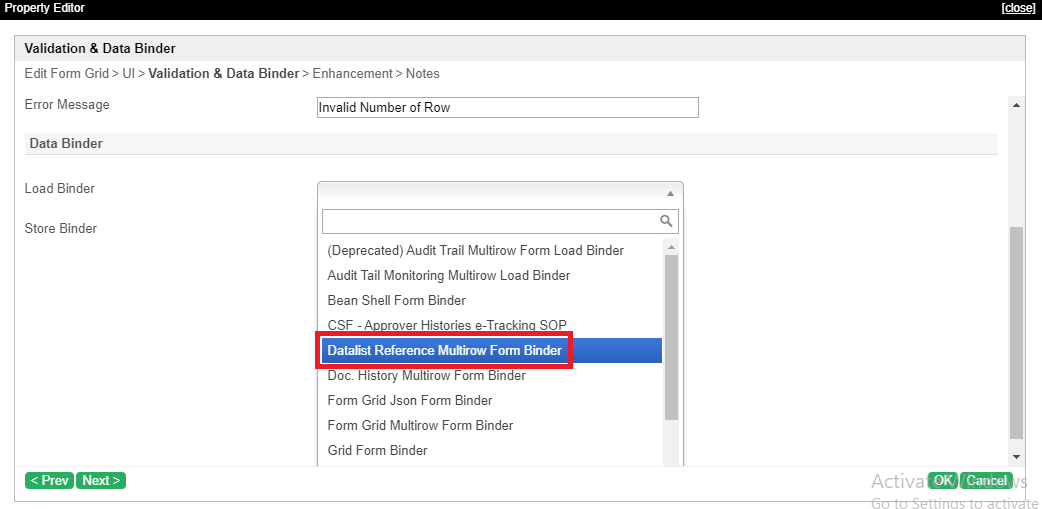 Property Editor [close]
Validation & Data Binder
Edit Form Grid > UI > Validation & Data Binder > Enhancement > Notes
Error Message Invalid Number of Row
Data Binder
Load Binder
Store Binder
(Deprecated) Audit Trail Multirow Form Load Binder
Audit Tail Monitoring Multirow Load Binder
Bean Shell Form Binder
CSF - Approver Histories e-Tracking SOP
Datalist Reference Multirow Form Binder
Doc. History Multirow Form Binder
Form Grid Json Form Binder
Form Grid Multirow Form Binder
Grid Form Binder
< Prev Next > OK Cancel
Activate Windows
Go to Settings to activate